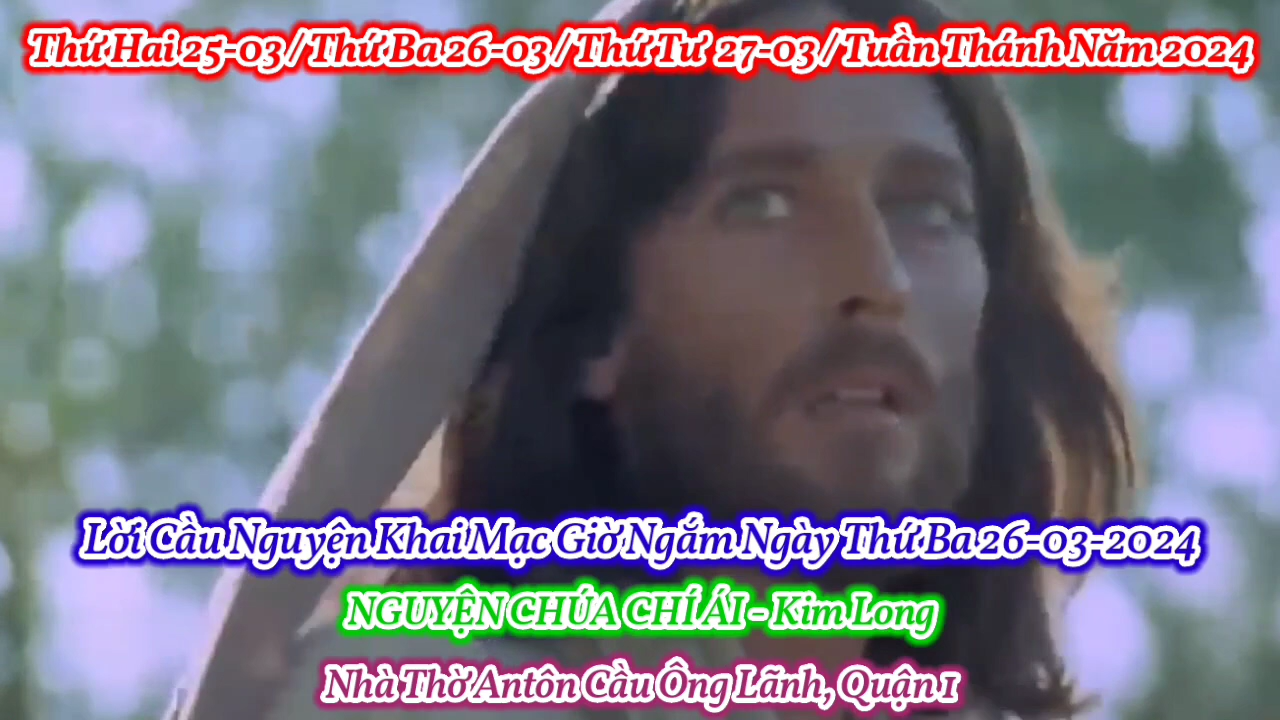 Thứ Hai 25-03 / Thứ Ba 26-03 / Thứ Tư 27-03 / Tuần Thánh Năm 2024
Lời Cầu Nguyện Khai Mạc Giờ Ngắm Ngày Thứ Ba 26-03-2024
NGUYỆN CHÚA CHÍ ÁI - Kim Long
Nhà Thờ Antôn Cầu Ông Lãnh, Quận 1